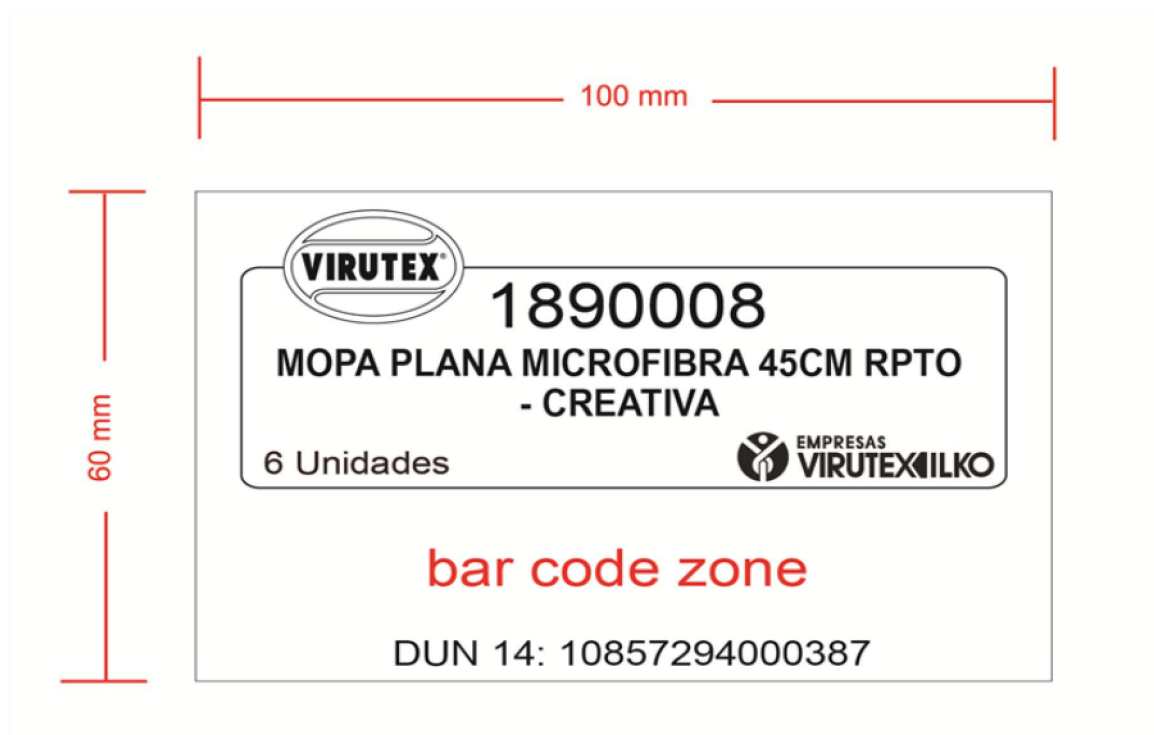 100 mm
60 mm
VIRUTEX®
1890008
MOPA PLANA MICROFIBRA 45CM RPTO
- CREATIVA
6 Unidades
EMPRESAS
VIRUTEX ILKO
bar code zone
DUN 14: 10857294000387